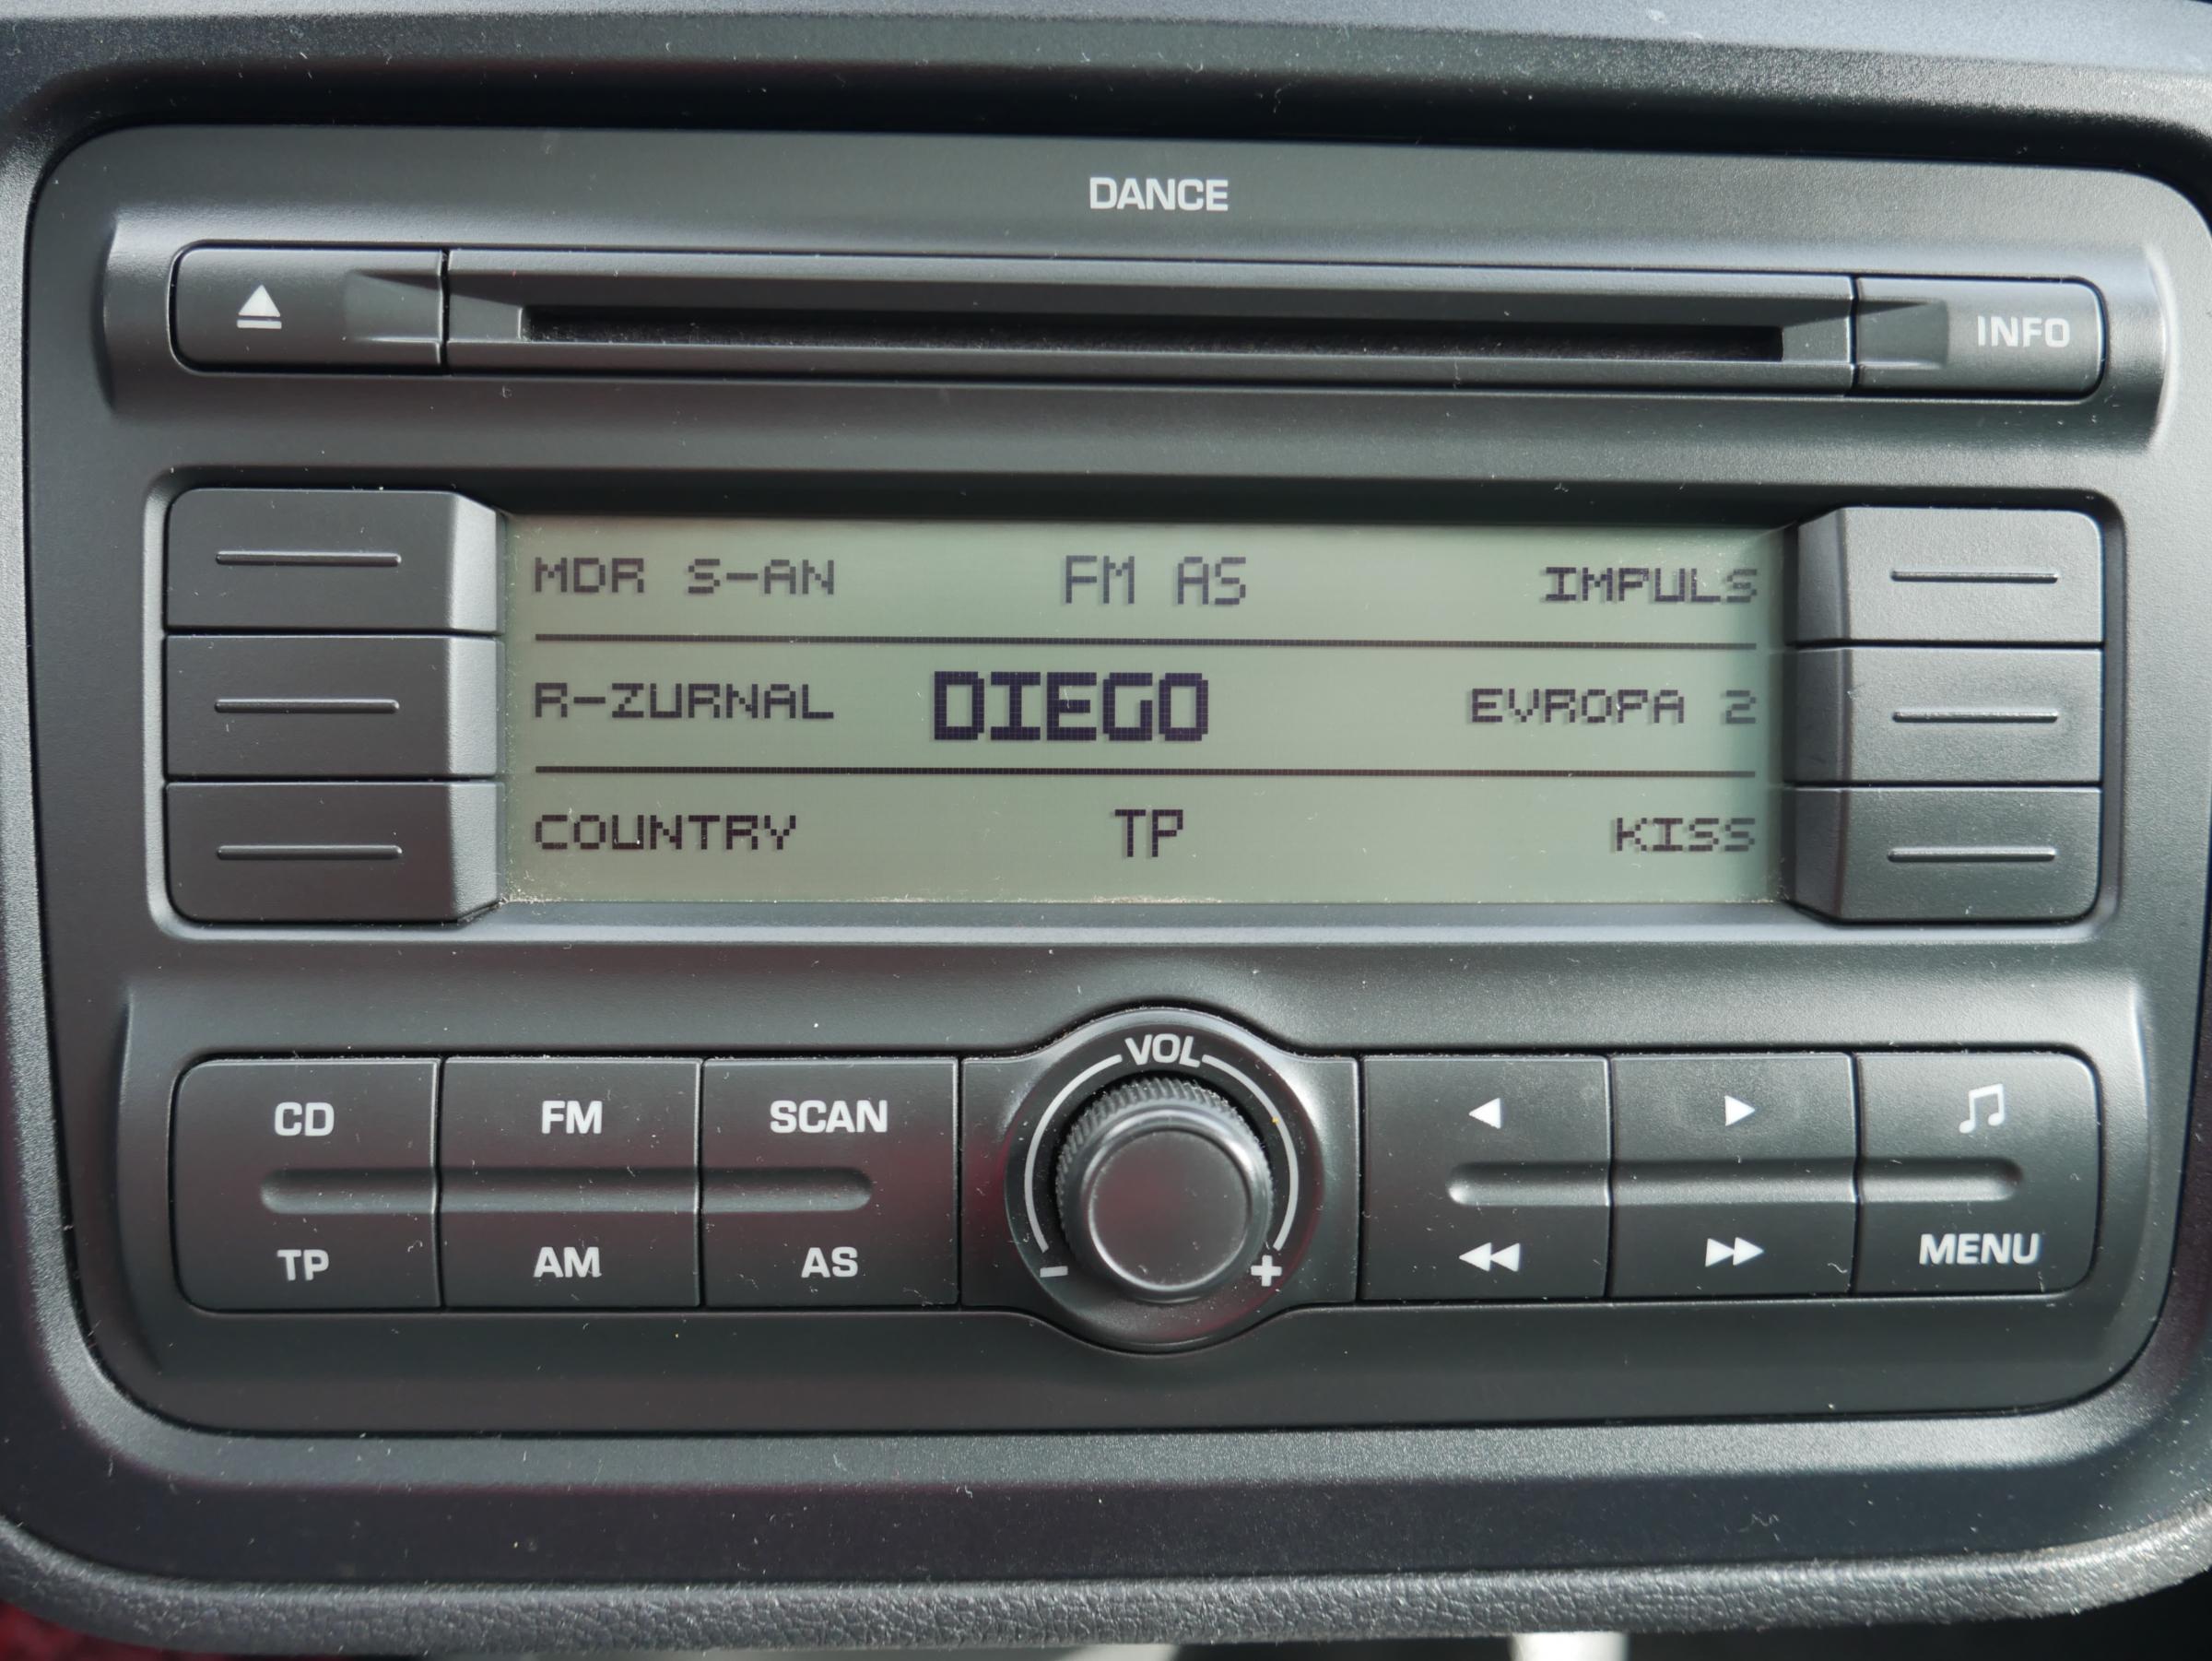 DANCE
INFO
MDR S-AN FM AS IMPULS
R-ZURNAL DIEGO EVROPA 2
COUNTRY TP KISS
VOL
CD FM SCAN
TP AM AS - + MENU